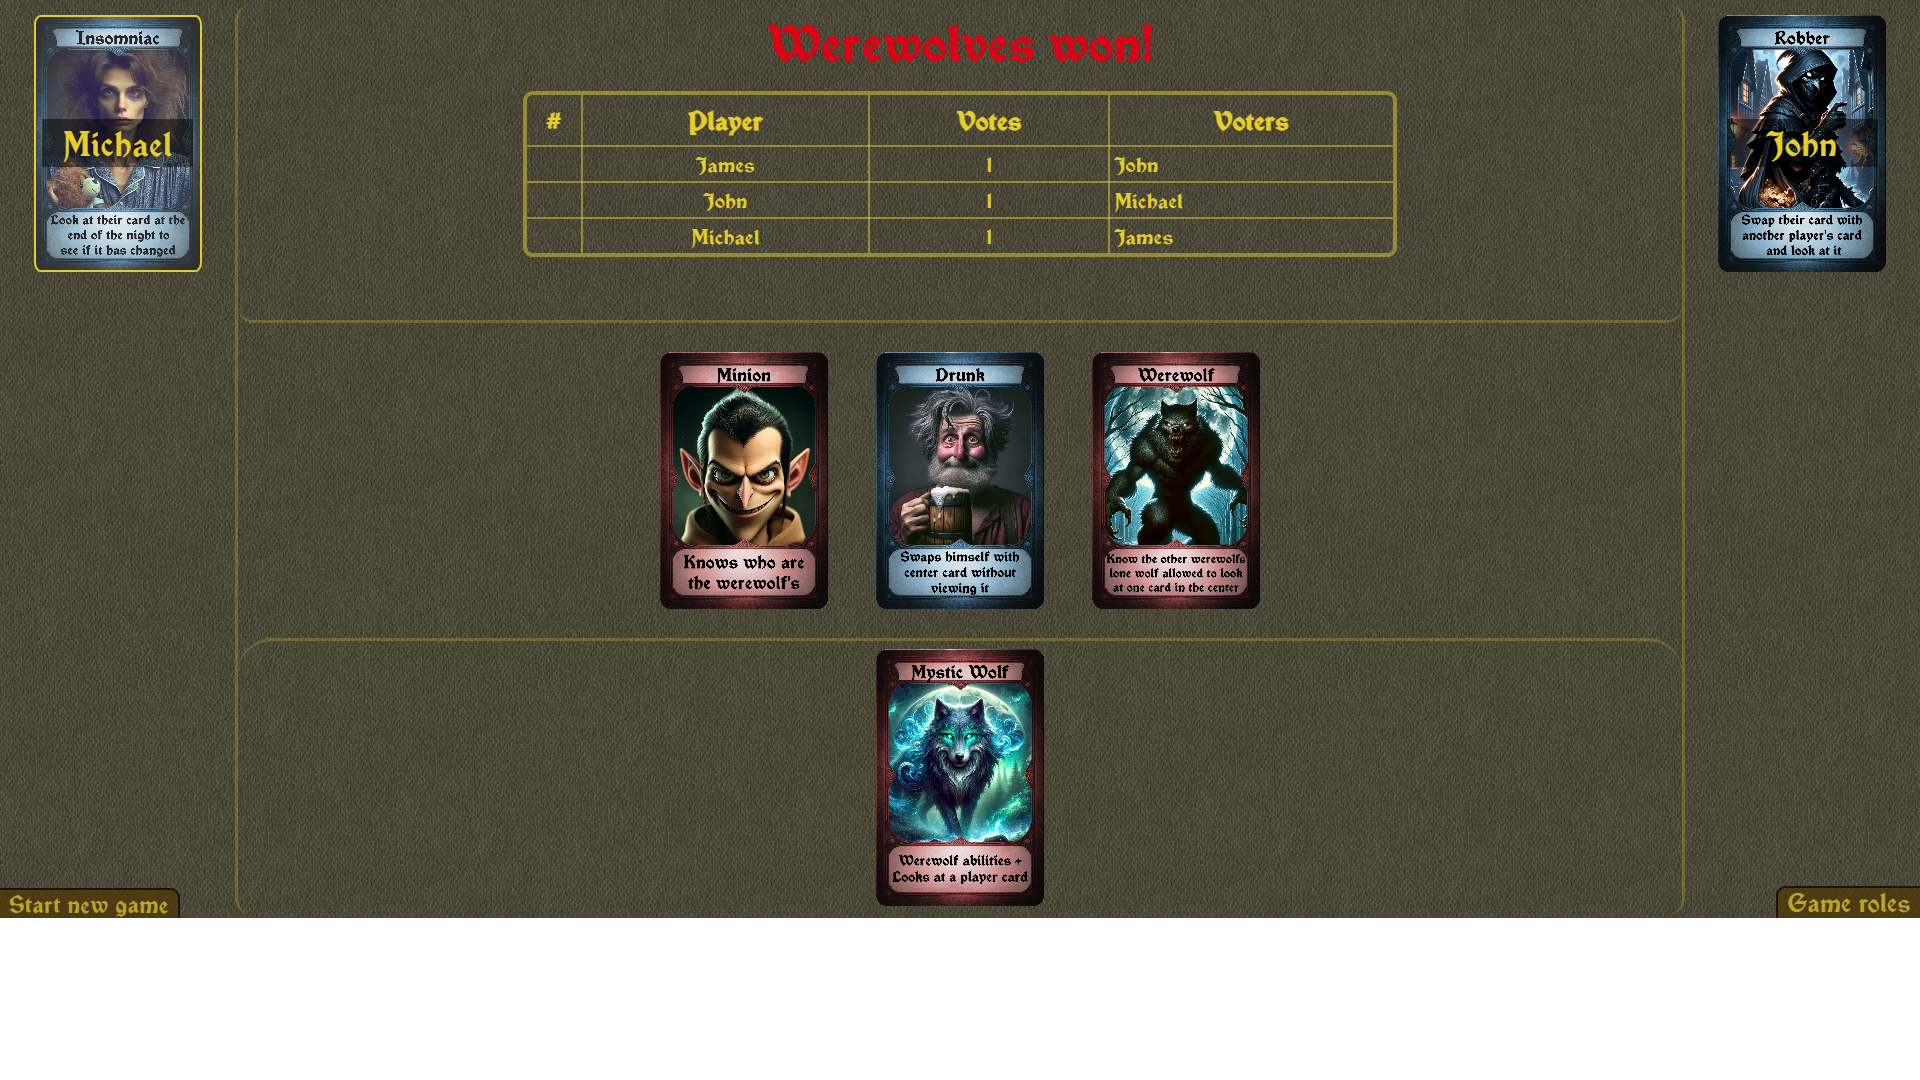 Werewolves won!
Insomniac
Michael
Look at their card at the
end of the night to
see if it has changed
# Player Votes Voters
James 1 John
John 1 Michael
Michael 1 James
Robber
John
Swap their card with
another player's card
and look at it
Minion
Knows who are
the werewolf's
Drunk
Swaps himself with
center card without
viewing it
Werewolf
Know the other werewolfs
lone wolf allowed to look
at one card in the center
Mystic Wolf
Werewolf abilities +
Looks at a player card
Start new game
Game roles